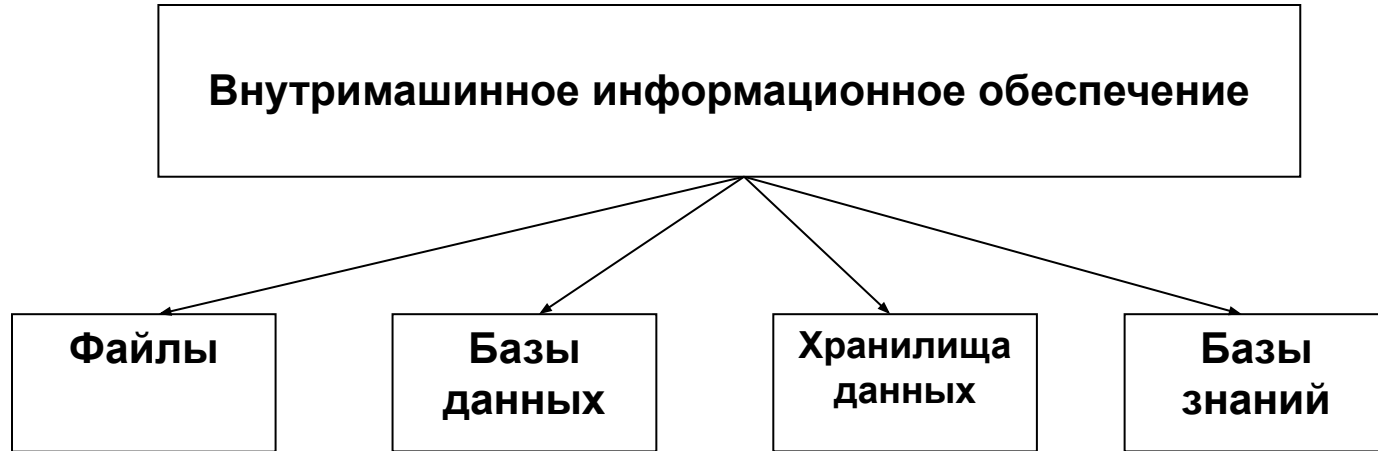 Внутримашинное информационное обеспечение
Файлы
Базы
данных
Хранилища
данных
Базы
знаний